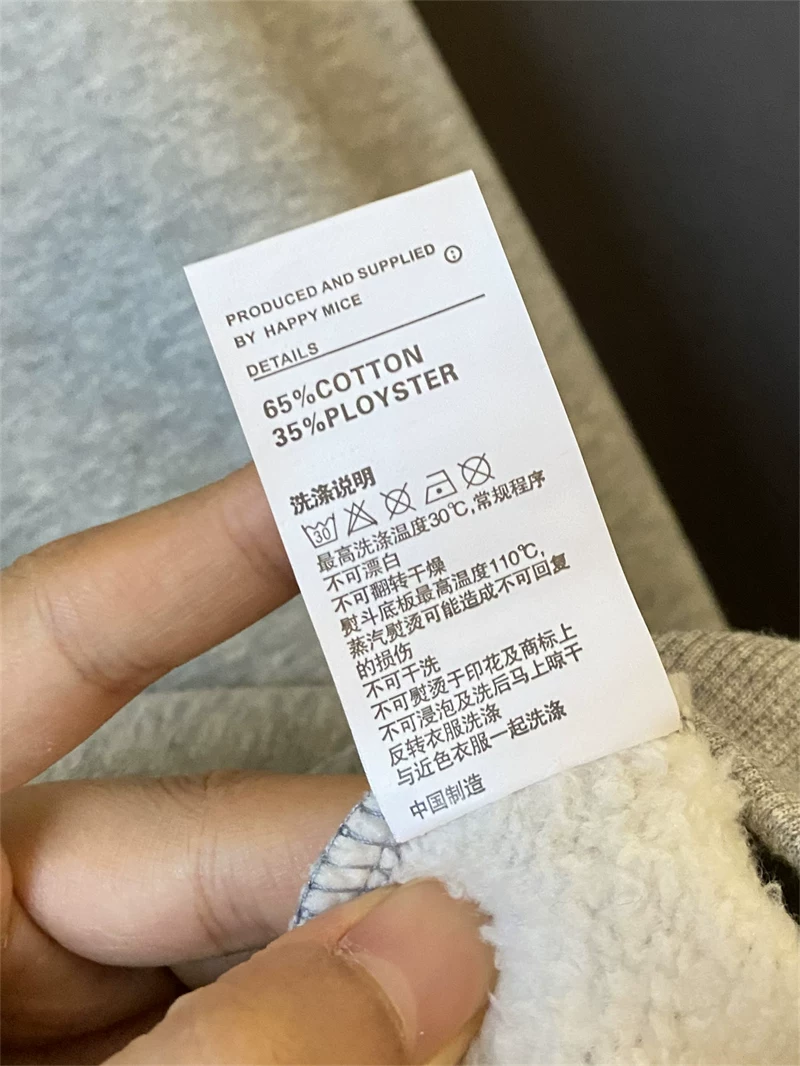 PRODUCED AND SUPPLIED
BY HAPPY MICE
DETAILS
65%COTTON
35%PLOYSTER
洗涤说明
30
最高洗涤温度30℃,常规程序
不可漂白
不可翻转干燥
熨斗底板最高温度110℃,
蒸汽熨烫可能造成不可回复
的损伤
不可干洗
不可熨烫于印花及商标上
不可浸泡及洗后马上晾干
反转衣服洗涤
与近色衣服一起洗涤
中国制造